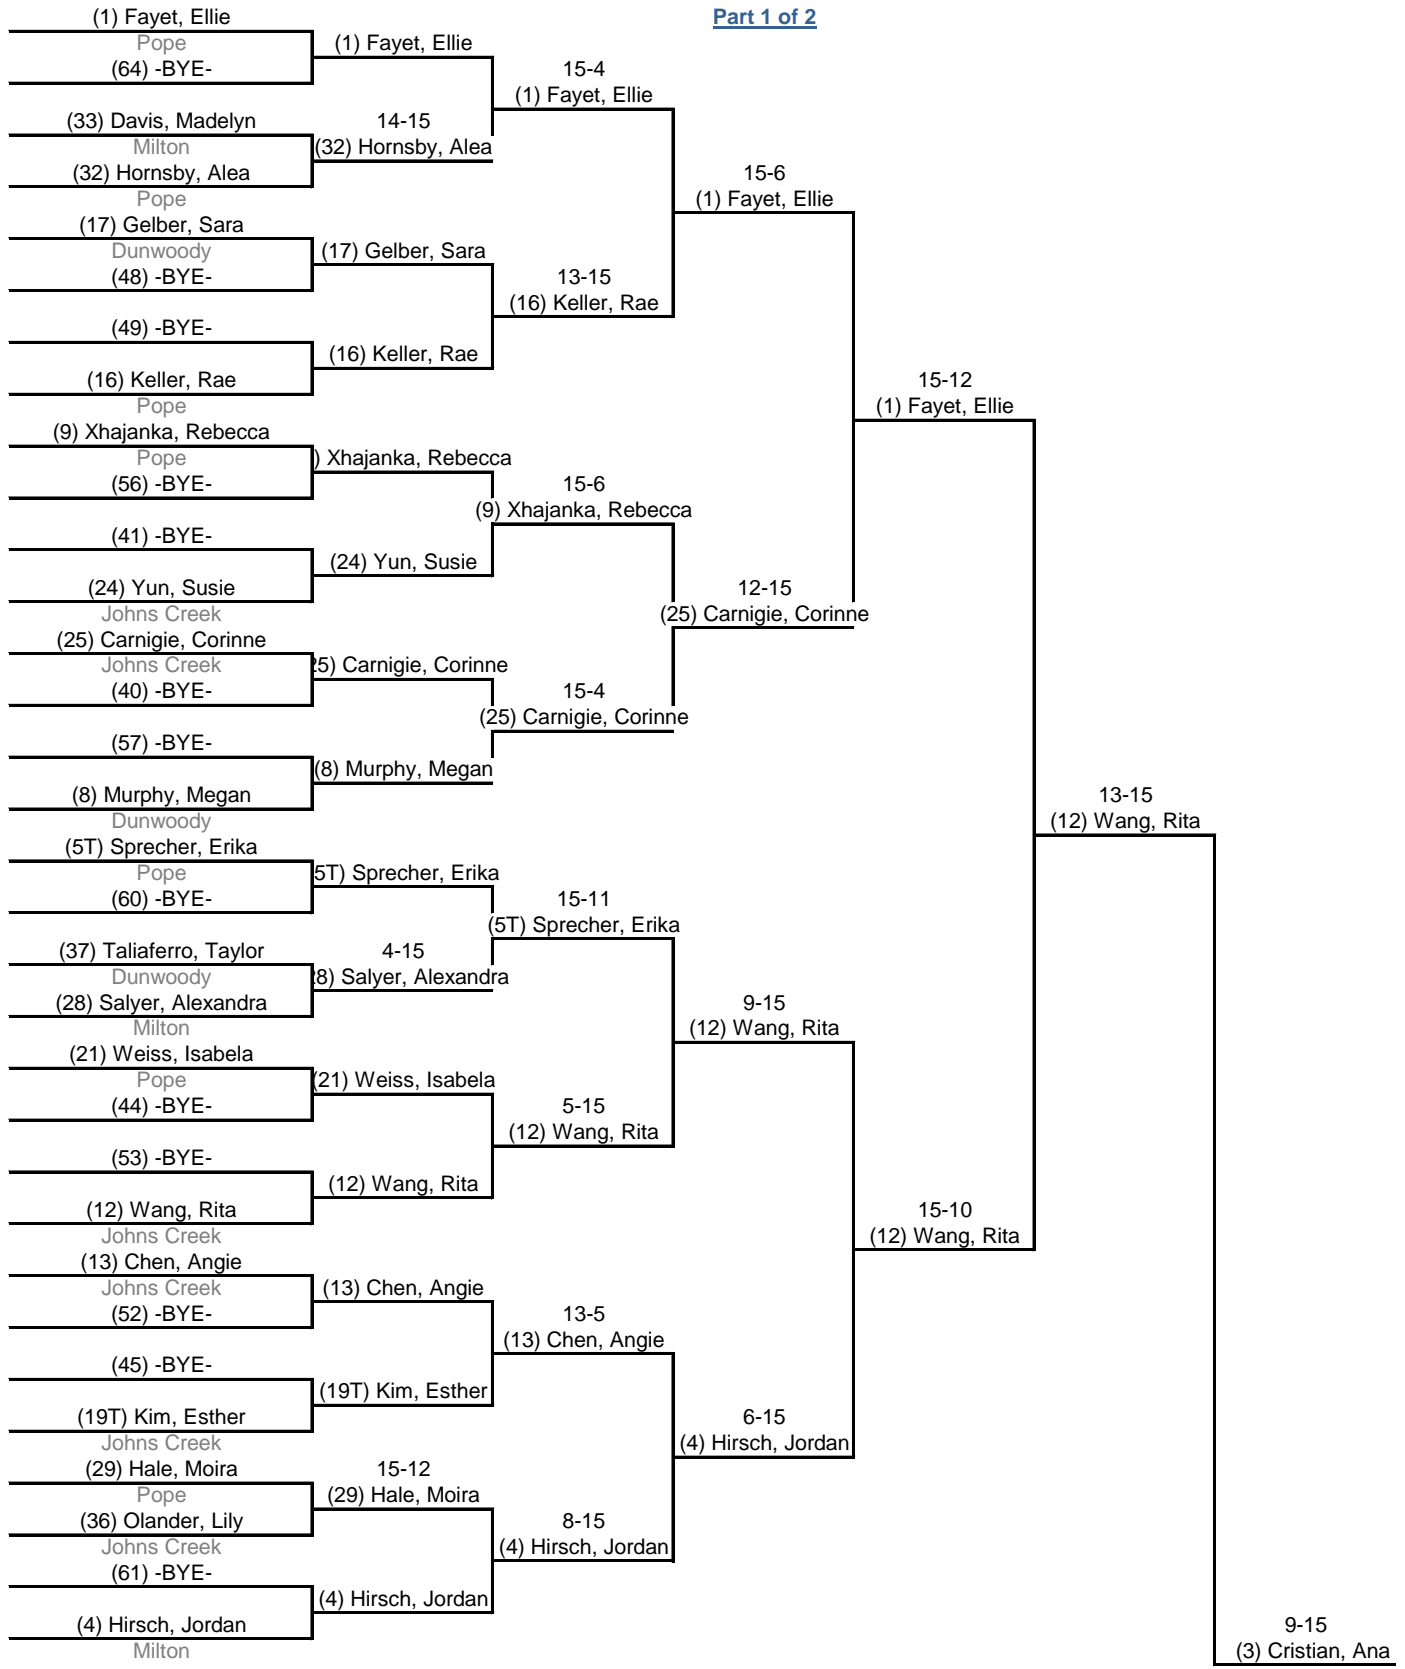 Part 1 of 2
(1) Fayet, Ellie
Pope
(64) -BYE-
(33) Davis, Madelyn
Milton
(32) Hornsby, Alea
Pope
(17) Gelber, Sara
Dunwoody
(48) -BYE-
(49) -BYE-
(16) Keller, Rae
Pope
(9) Xhajanka, Rebecca
Pope
(56) -BYE-
(41) -BYE-
(24) Yun, Susie
Johns Creek
(25) Carnigie, Corinne
Johns Creek
(40) -BYE-
(57) -BYE-
(8) Murphy, Megan
Dunwoody
(5T) Sprecher, Erika
Pope
(60) -BYE-
(37) Taliaferro, Taylor
Dunwoody
(28) Salyer, Alexandra
Milton
(21) Weiss, Isabela
Pope
(44) -BYE-
(53) -BYE-
(12) Wang, Rita
Johns Creek
(13) Chen, Angie
Johns Creek
(52) -BYE-
(45) -BYE-
(19T) Kim, Esther
Johns Creek
(29) Hale, Moira
Pope
(36) Olander, Lily
Johns Creek
(61) -BYE-
(4) Hirsch, Jordan
Milton
(1) Fayet, Ellie
14-15
(32) Hornsby, Alea
(17) Gelber, Sara
(16) Keller, Rae
) Xhajanka, Rebecca
(24) Yun, Susie
25) Carnigie, Corinne
(8) Murphy, Megan
5T) Sprecher, Erika
4-15
28) Salyer, Alexandra
(21) Weiss, Isabela
(12) Wang, Rita
(13) Chen, Angie
(19T) Kim, Esther
15-12
(29) Hale, Moira
(4) Hirsch, Jordan
15-4
(1) Fayet, Ellie
13-15
(16) Keller, Rae
15-6
(9) Xhajanka, Rebecca
15-4
(25) Carnigie, Corinne
15-11
(5T) Sprecher, Erika
5-15
(12) Wang, Rita
13-5
(13) Chen, Angie
8-15
(4) Hirsch, Jordan
15-6
(1) Fayet, Ellie
12-15
(25) Carnigie, Corinne
9-15
(12) Wang, Rita
6-15
(4) Hirsch, Jordan
15-12
(1) Fayet, Ellie
15-10
(12) Wang, Rita
13-15
(12) Wang, Rita
9-15
(3) Cristian, Ana